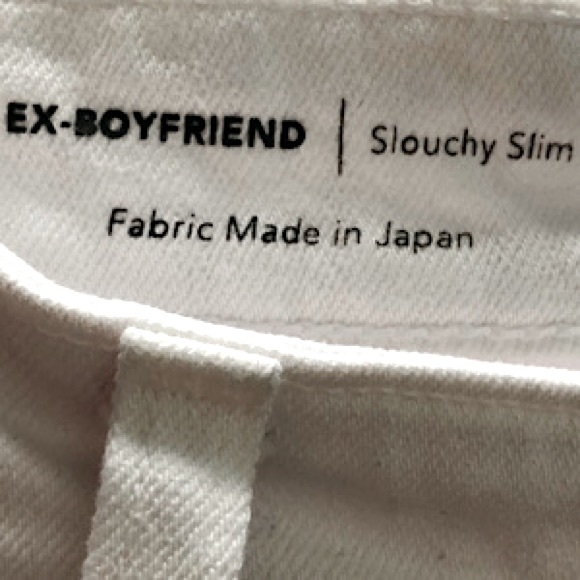 EX-BOYFRIEND | Slouchy Slim
Fabric Made in Japan